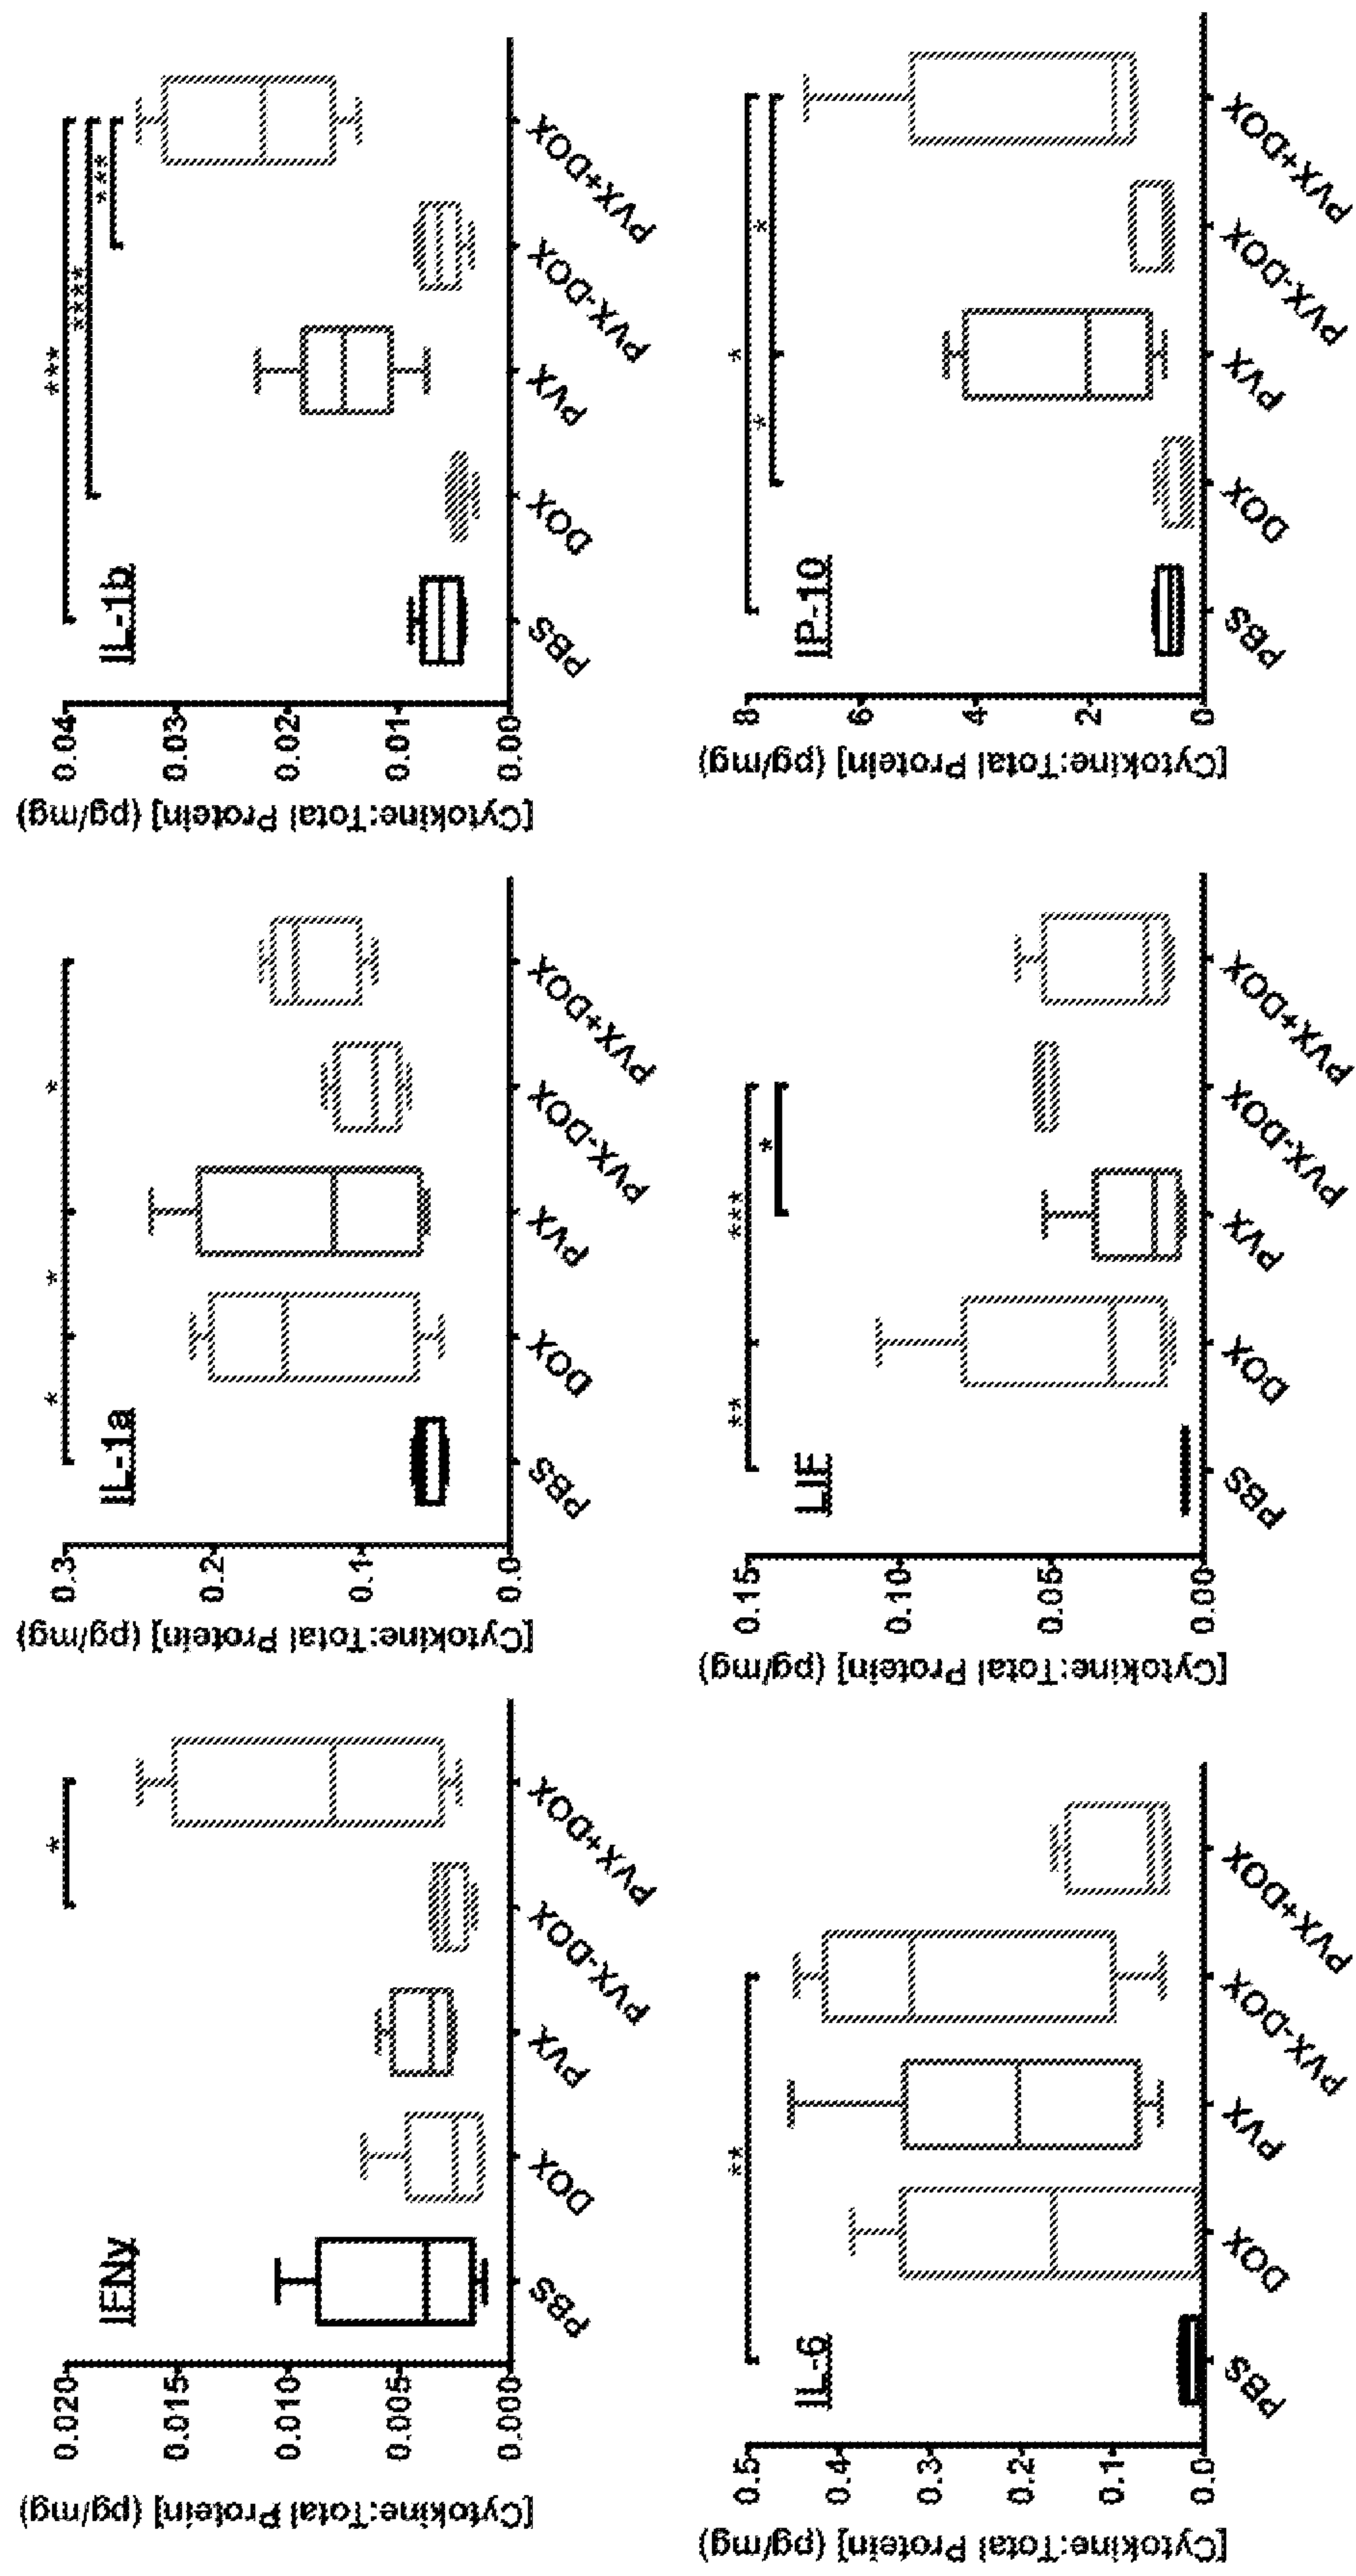 IFNγ
[Cytokine:Total Protein] (pg/mg)
0.020
0.015
0.010
0.005
0.000
*
PBS
DOX
PVX
PVX-DOX
PVX+DOX
IL-1a
[Cytokine:Total Protein] (pg/mg)
0.3
0.2
0.1
0.0
* * *
PBS
DOX
PVX
PVX-DOX
PVX+DOX
IL-1b
[Cytokine:Total Protein] (pg/mg)
0.04
0.03
0.02
0.01
0.00
***
****
***
PBS
DOX
PVX
PVX-DOX
PVX+DOX
IL-6
[Cytokine:Total Protein] (pg/mg)
0.5
0.4
0.3
0.2
0.1
0.0
**
PBS
DOX
PVX
PVX-DOX
PVX+DOX
LIF
[Cytokine:Total Protein] (pg/mg)
0.15
0.10
0.05
0.00
** ***
*
PBS
DOX
PVX
PVX-DOX
PVX+DOX
IP-10
[Cytokine:Total Protein] (pg/mg)
8
6
4
2
0
*
* *
PBS
DOX
PVX
PVX-DOX
PVX+DOX